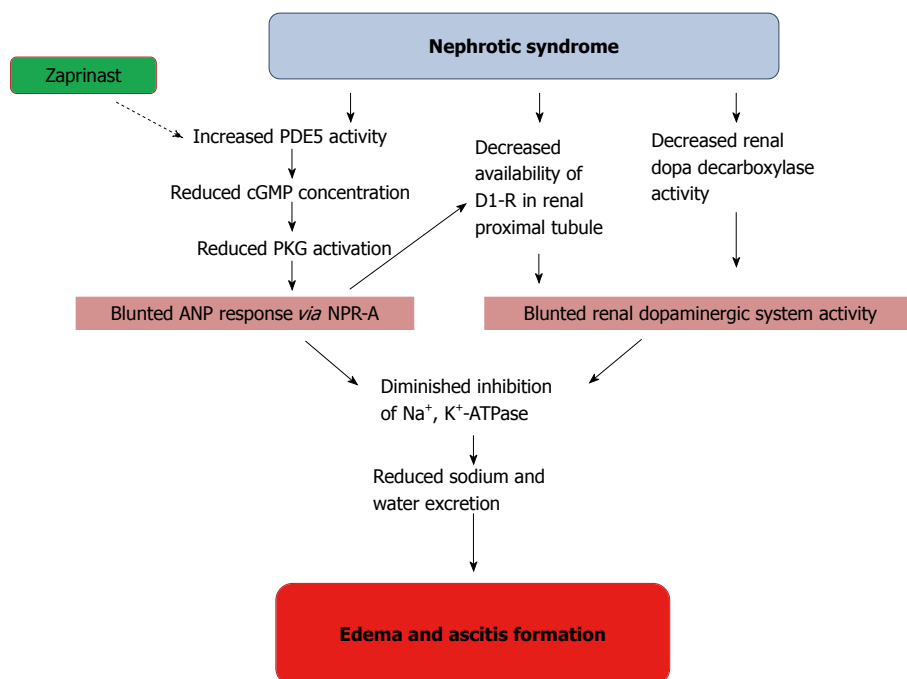 Nephrotic syndrome
Zaprinast
Increased PDE5 activity
Reduced cGMP concentration
Reduced PKG activation
Decreased
availability of
D1-R in renal
proximal tubule
Decreased renal
dopa decarboxylase
activity
Blunted ANP response via NPR-A
Blunted renal dopaminergic system activity
Diminished inhibition
of Na⁺, K⁺-ATPase
Reduced sodium and
water excretion
Edema and ascitis formation